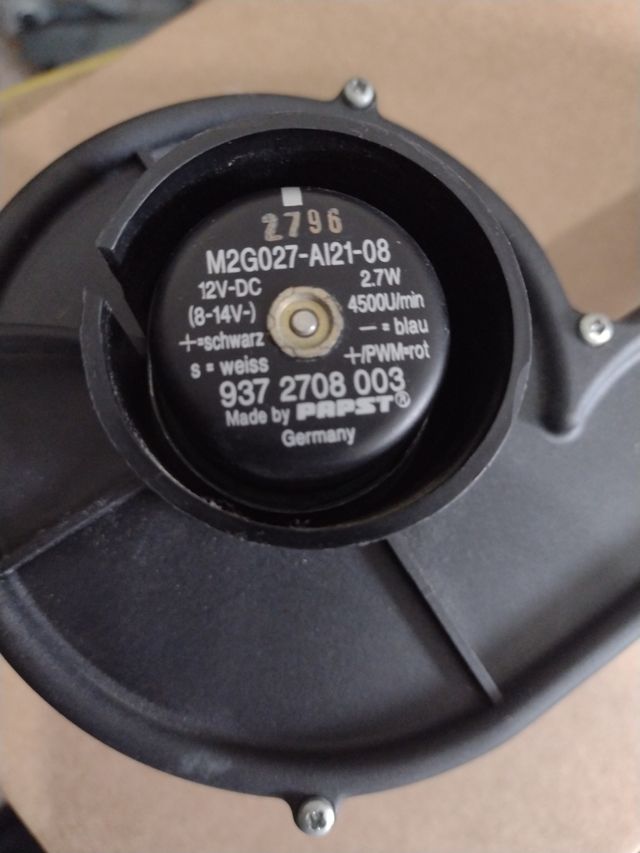 2796
M2G027-AI21-08
12V-DC 2.7W
(8-14V-) 4500U/min
+=schwarz —=blau
s = weiss +/PWM=rot
937 2708 003
Made by PAPST®
Germany